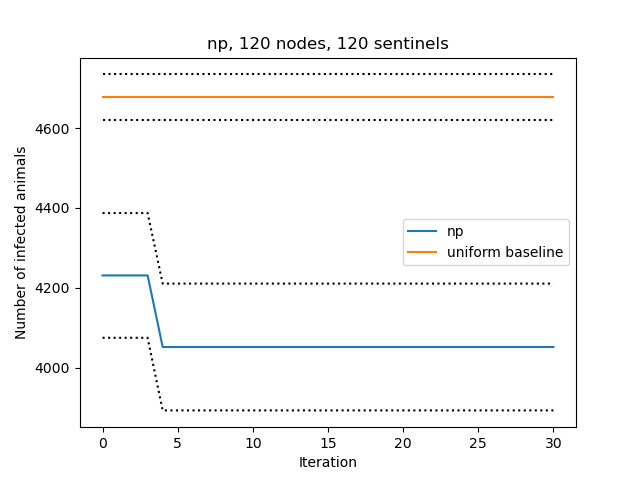 np, 120 nodes, 120 sentinels
Number of infected animals
4600
4400
4200
4000
np
uniform baseline
0 5 10 15 20 25 30
Iteration